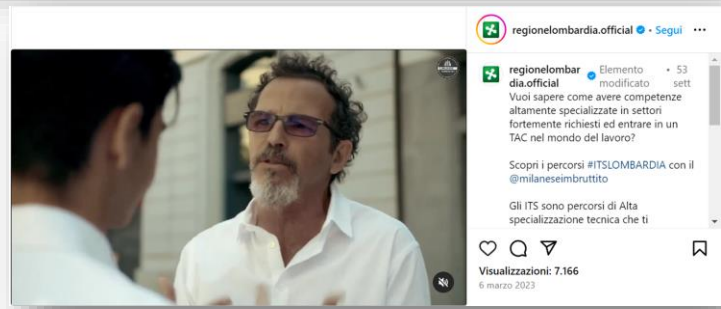 regionelombardia.official • Segui
regionelombar
dia.official
Elemento
modificato
• 53
sett
Vuoi sapere come avere competenze
altamente specializzate in settori
fortemente richiesti ed entrare in un
TAC nel mondo del lavoro?
Scopri i percorsi #ITSLOMBARDIA con il
@milaneseimbruttito
Gli ITS sono percorsi di Alta
specializzazione tecnica che ti
Visualizzazioni: 7.166
6 marzo 2023